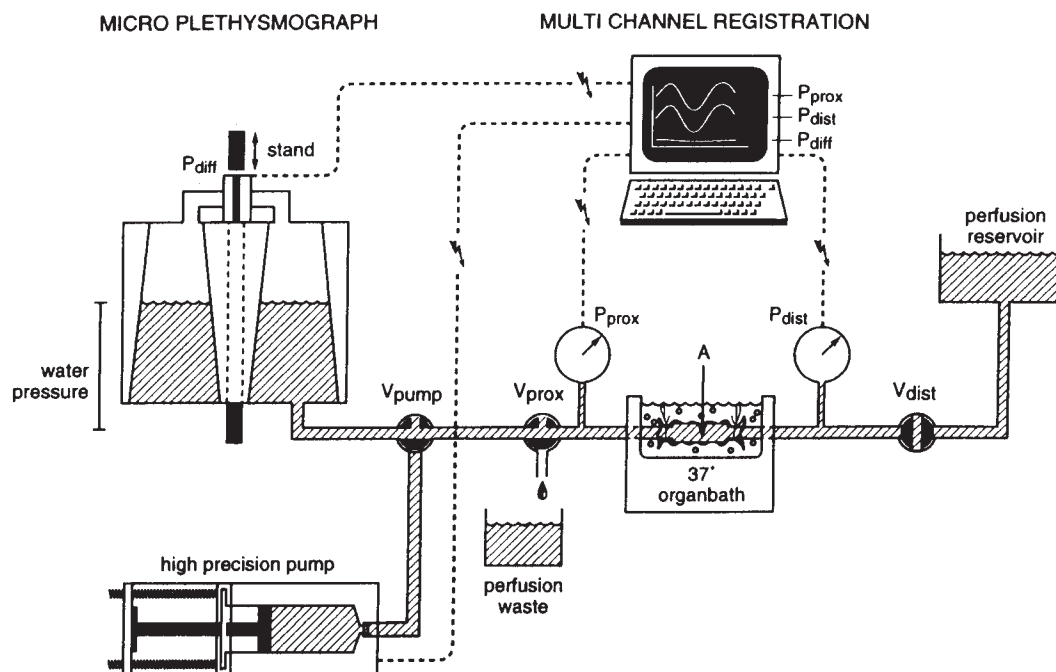 MICRO PLETHYSMOGRAPH
MULTI CHANNEL REGISTRATION
Pprox
Pdist
Pdiff
Pdiff
stand
perfusion
reservoir
water
pressure
Pprox
Pdist
A
Vpump
Vprox
Vdist
37°
organbath
high precision pump
perfusion
waste